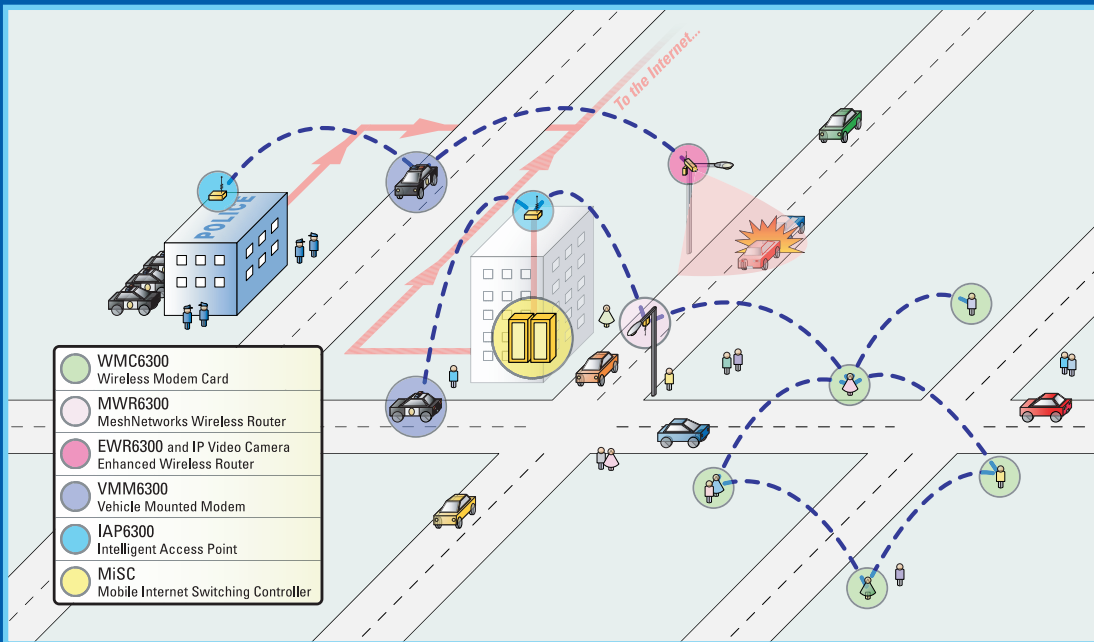 To the Internet...
POLICE
WMC6300
Wireless Modem Card
MWR6300
MeshNetworks Wireless Router
EWR6300 and IP Video Camera
Enhanced Wireless Router
VMM6300
Vehicle Mounted Modem
IAP6300
Intelligent Access Point
MiSC
Mobile Internet Switching Controller